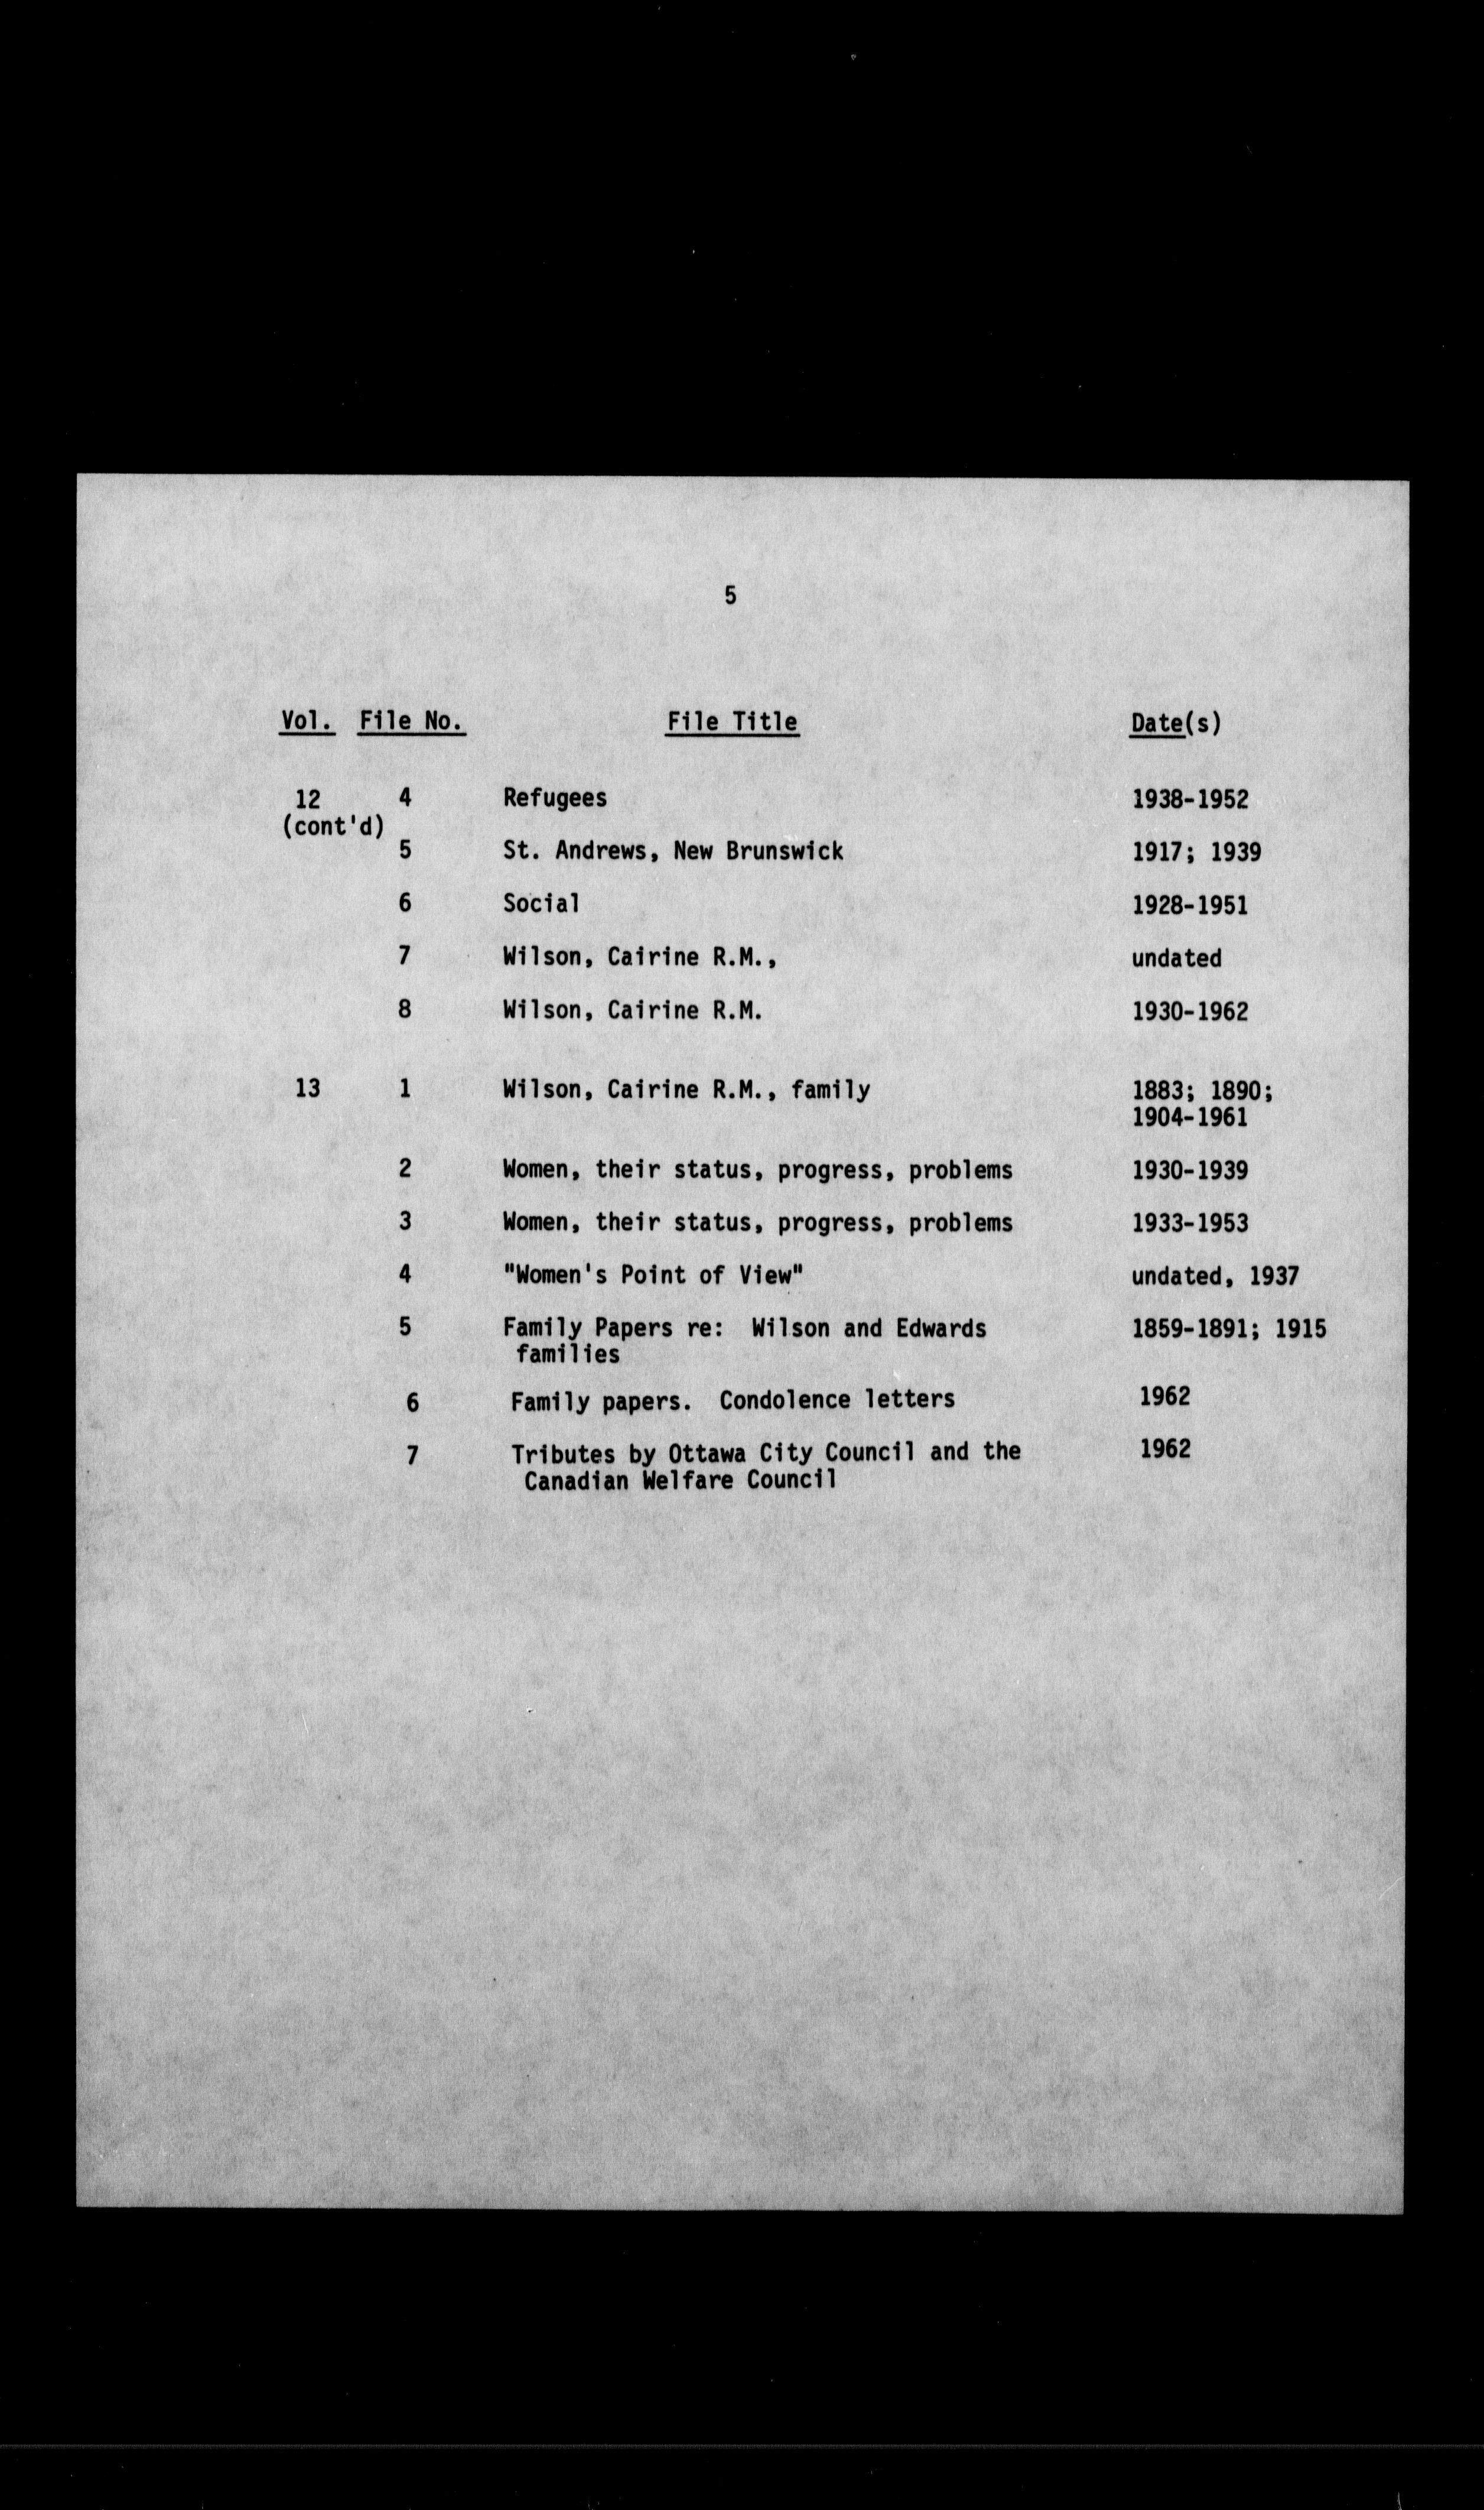 5
Vol. File No. File Title Date(s)
12 4 Refugees 1938-1952
(cont'd)
5 St. Andrews, New Brunswick 1917; 1939
6 Social 1928-1951
7 Wilson, Cairine R.M., undated
8 Wilson, Cairine R.M. 1930-1962
13 1 Wilson, Cairine R.M., family 1883; 1890;
1904-1961
2 Women, their status, progress, problems 1930-1939
3 Women, their status, progress, problems 1933-1953
4 "Women's Point of View" undated, 1937
5 Family Papers re: Wilson and Edwards 1859-1891; 1915
families
6 Family papers. Condolence letters 1962
7 Tributes by Ottawa City Council and the 1962
Canadian Welfare Council